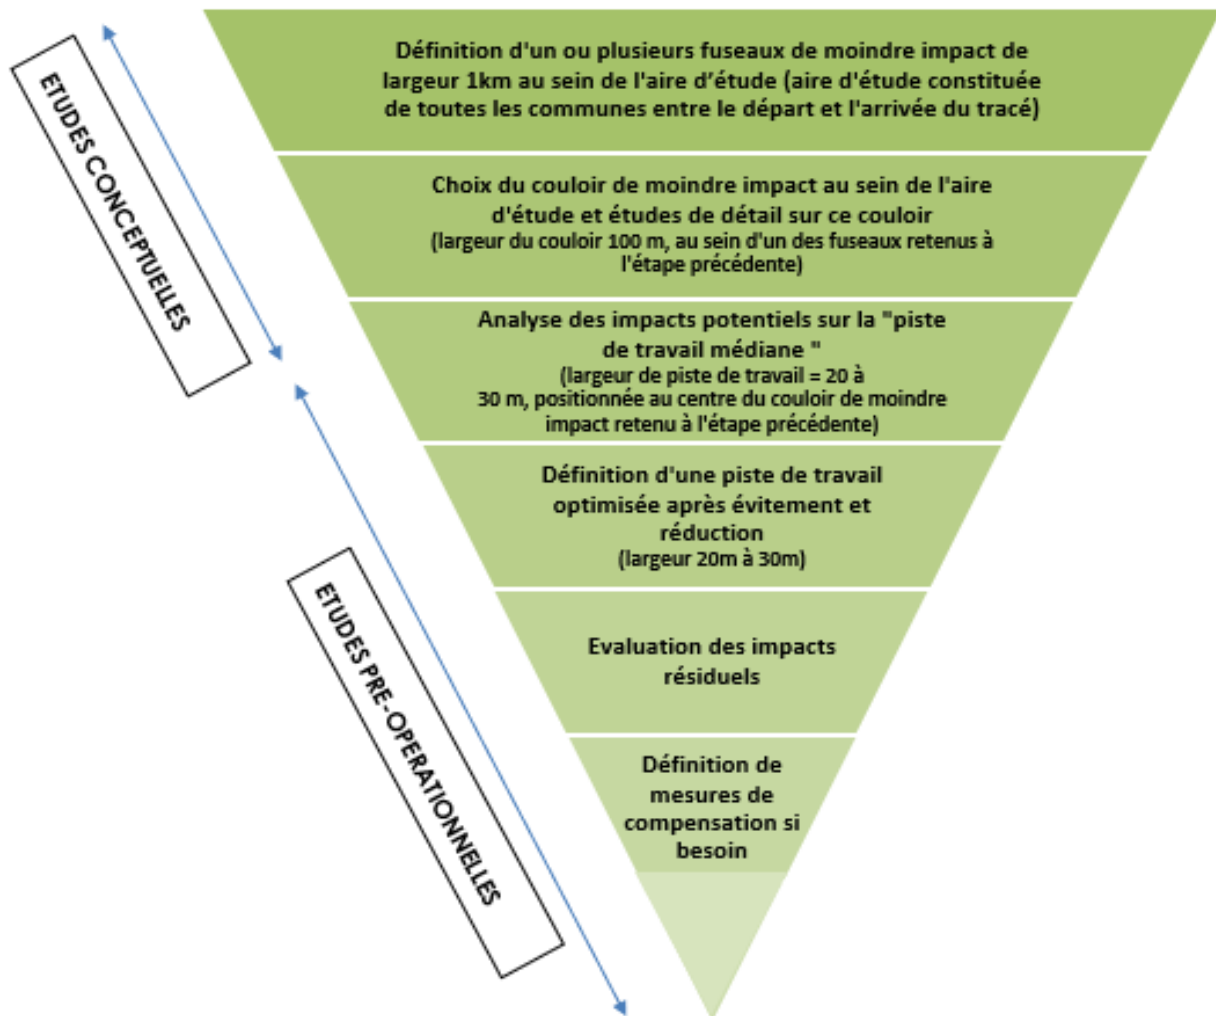 ETUDES CONCEPTUELLES
Définition d'un ou plusieurs fuseaux de moindre impact de
largeur 1km au sein de l'aire d’étude (aire d'étude constituée
de toutes les communes entre le départ et l'arrivée du tracé)
Choix du couloir de moindre impact au sein de l'aire
d'étude et études de détail sur ce couloir
(largeur du couloir 100 m, au sein d'un des fuseaux retenus à
l'étape précédente)
Analyse des impacts potentiels sur la "piste
de travail médiane "
(largeur de piste de travail = 20 à
30 m, positionnée au centre du couloir de moindre
impact retenu à l'étape précédente)
ETUDES PRE-OPERATIONNELLES
Définition d'une piste de travail
optimisée après évitement et
réduction
(largeur 20m à 30m)
Evaluation des impacts
résiduels
Définition de
mesures de
compensation si
besoin